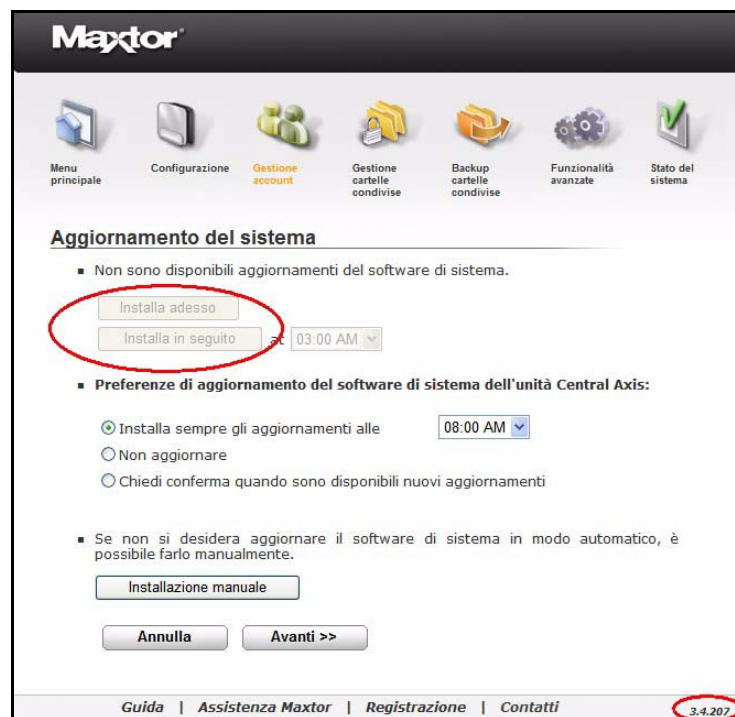 Maxtor
Menu principale
Configurazione
Gestione account
Gestione cartelle condivise
Backup cartelle condivise
Funzionalità avanzate
Stato del sistema
Aggiornamento del sistema
Non sono disponibili aggiornamenti del software di sistema.
Installa adesso
Installa in seguito at 03:00 AM
Preferenze di aggiornamento del software di sistema dell'unità Central Axis:
Installa sempre gli aggiornamenti alle 08:00 AM
Non aggiornare
Chiedi conferma quando sono disponibili nuovi aggiornamenti
Se non si desidera aggiornare il software di sistema in modo automatico, è
possibile farlo manualmente.
Installazione manuale
Annulla Avanti >>
Guida | Assistenza Maxtor | Registrazione | Contatti 3.4.207